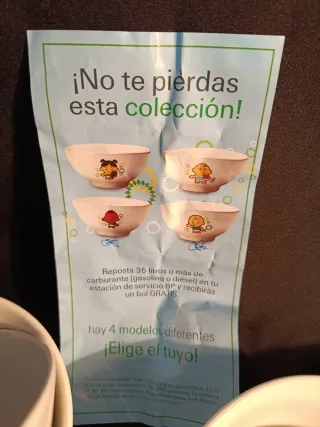 ¡No te pierdas
esta colección!
Reposta 35 litros o más de
carburante (gasolina o diésel) en tu
estación de servicio BP y recibirás
un bol GRATIS.
hay 4 modelos diferentes
¡Elige el tuyo!